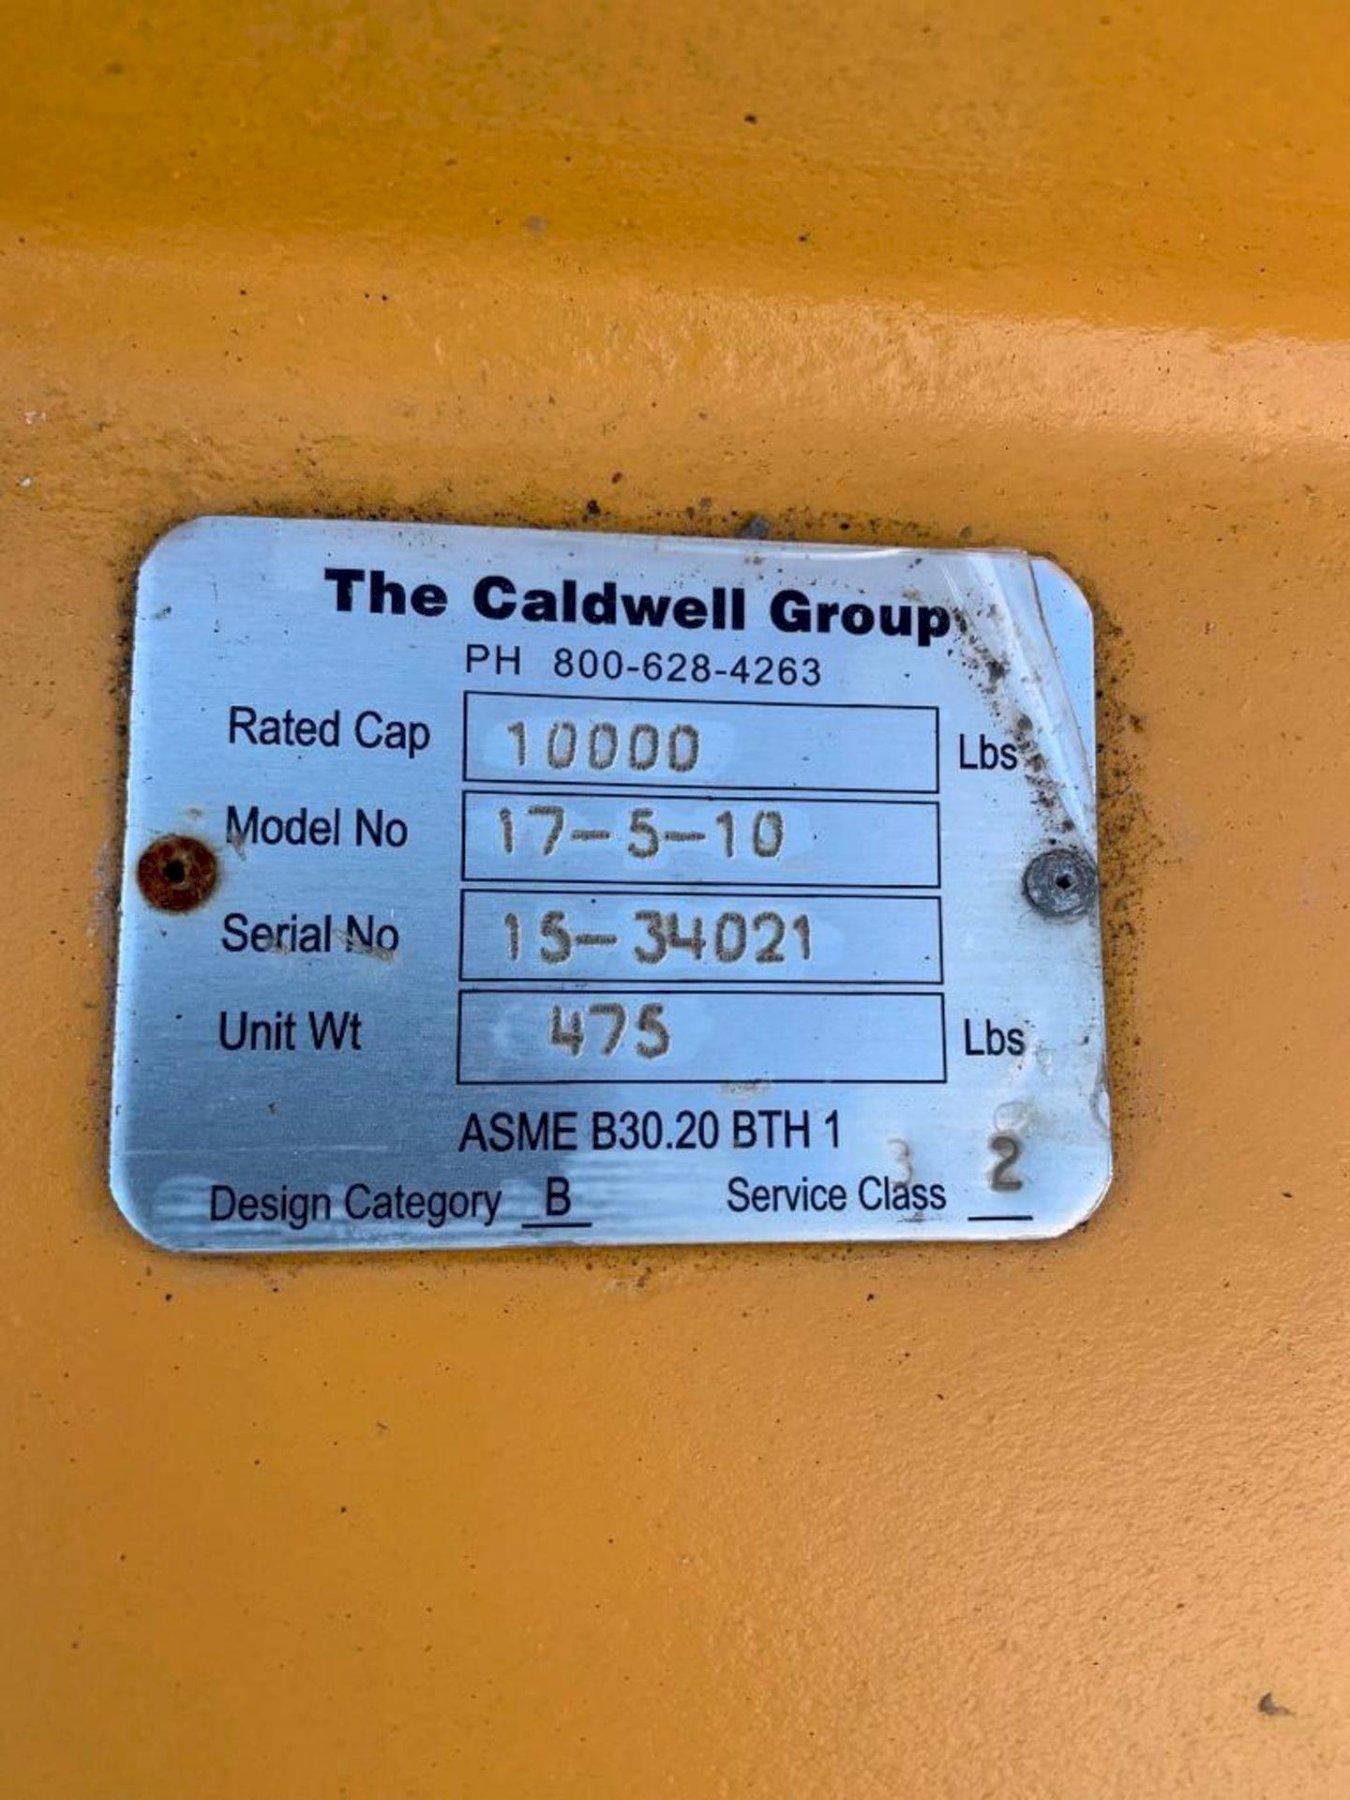 The Caldwell Group
PH 800-628-4263
Rated Cap 10000 Lbs
Model No 17-5-10
Serial No 15-34021
Unit Wt 475 Lbs
ASME B30.20 BTH 1
Design Category B Service Class 2